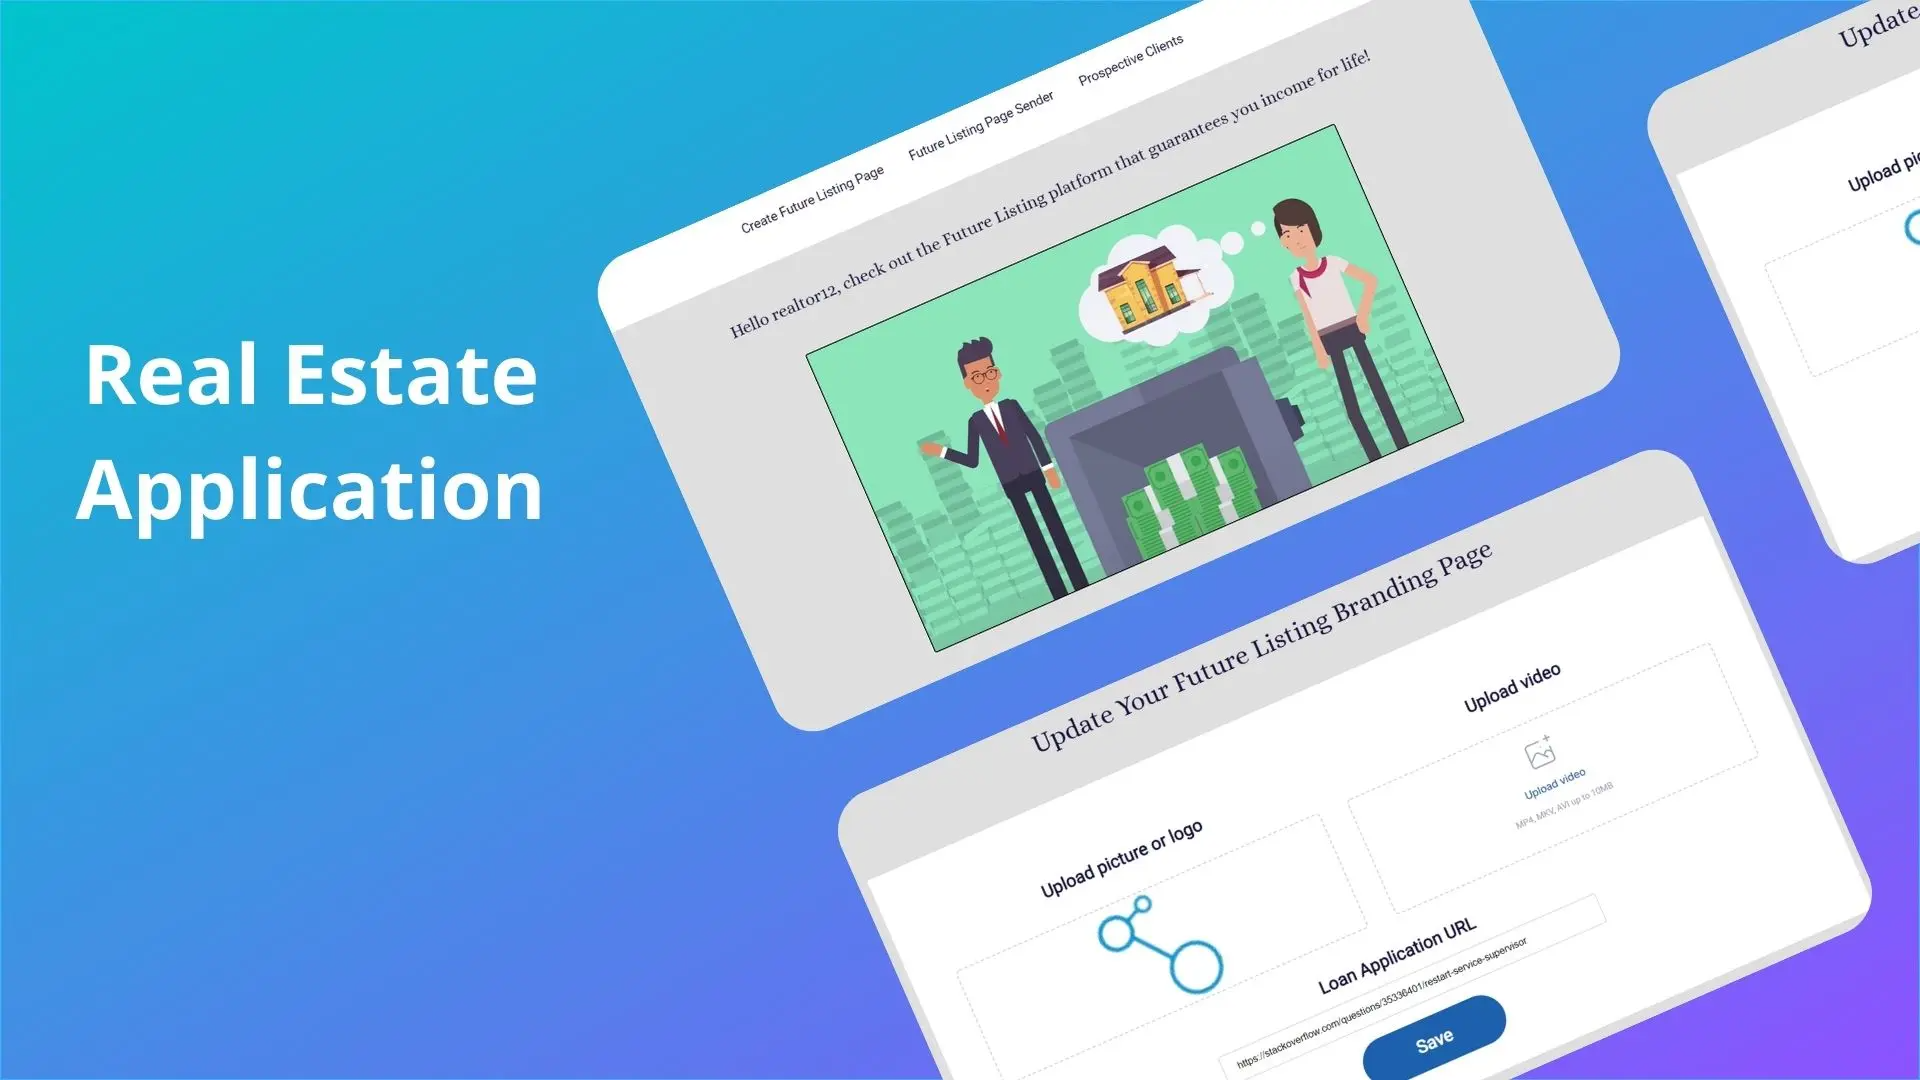 Real Estate
Application
Create Future Listing Page
Future Listing Page Sender
Prospective Clients
Hello realtor12, check out the Future Listing platform that guarantees you income for life!
Update Your Future Listing Branding Page
Upload picture or logo
Upload video
Upload video
MP4, MKV, AVI up to 10MB
Loan Application URL
https://stackoverflow.com/questions/35336401/restart-service-supervisor
Save
Update
Upload pic